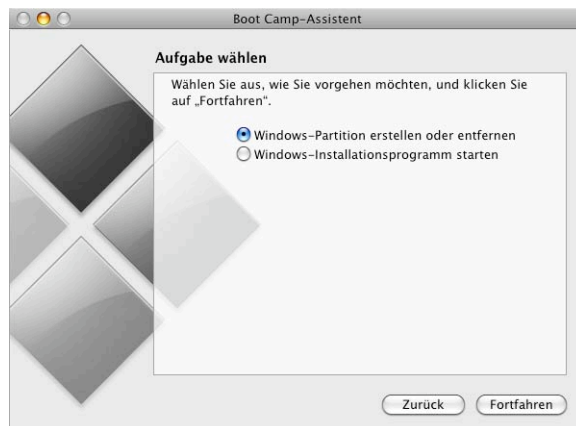 Boot Camp-Assistent
Aufgabe wählen
Wählen Sie aus, wie Sie vorgehen möchten, und klicken Sie
auf „Fortfahren“.
Windows-Partition erstellen oder entfernen
Windows-Installationsprogramm starten
Zurück
Fortfahren